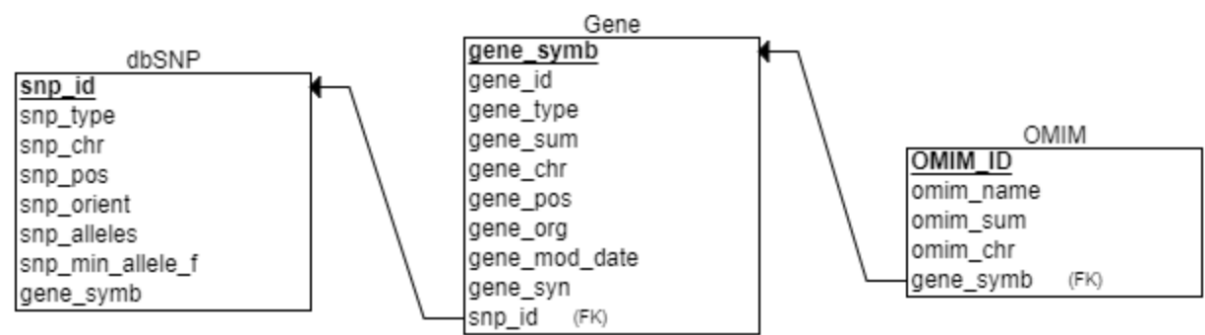 dbSNP
snp_id
snp_type
snp_chr
snp_pos
snp_orient
snp_alleles
snp_min_allele_f
gene_symb
Gene
gene_symb
gene_id
gene_type
gene_sum
gene_chr
gene_pos
gene_org
gene_mod_date
gene_syn
snp_id (FK)
OMIM
OMIM_ID
omim_name
omim_sum
omim_chr
gene_symb (FK)